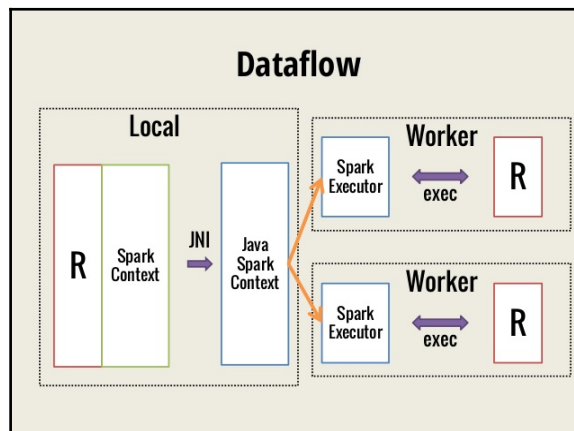 Dataflow
Local
R
Spark
Context
JNI
Java
Spark
Context
Worker
Spark
Executor
exec
R
Worker
Spark
Executor
exec
R